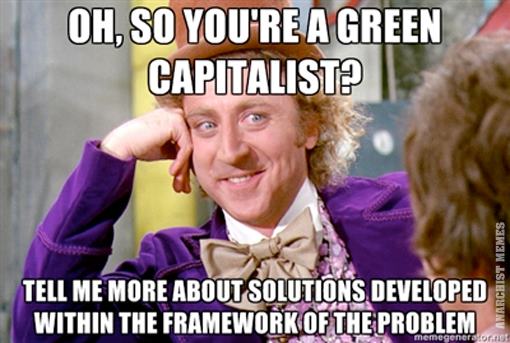 OH, SO YOU'RE A GREEN
CAPITALIST?
TELL ME MORE ABOUT SOLUTIONS DEVELOPED
WITHIN THE FRAMEWORK OF THE PROBLEM
ANARCHIST MEMES
memegenerator.net